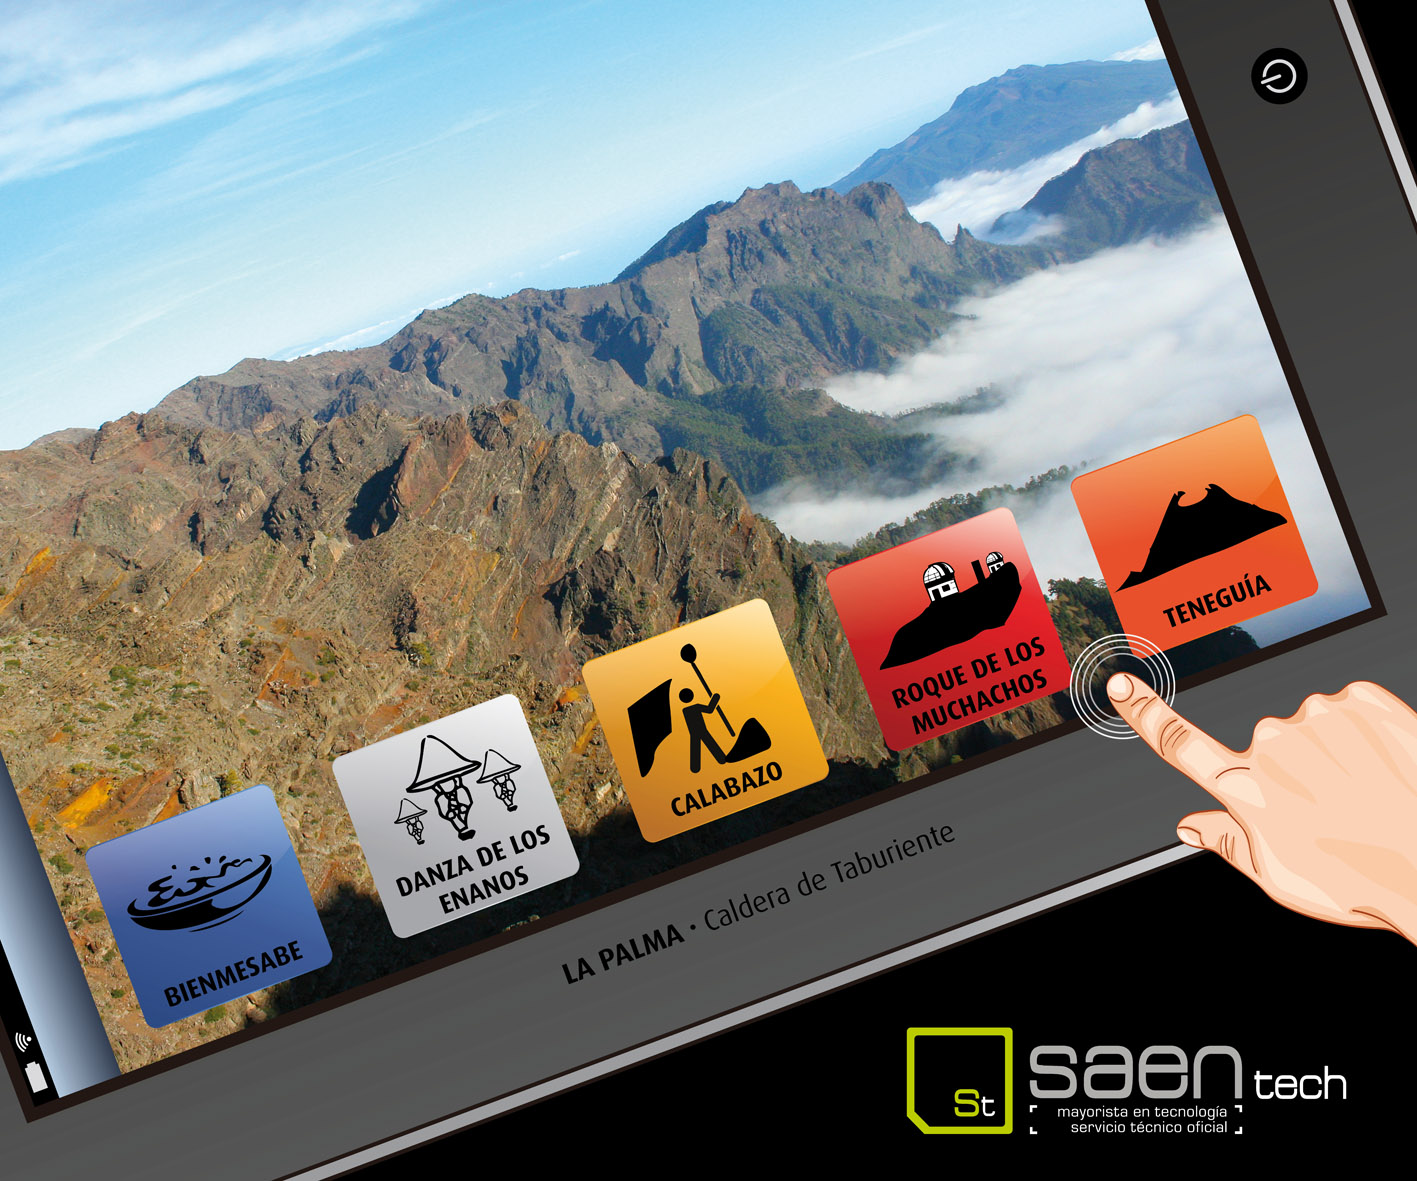 TENEGUÍA
ROQUE DE LOS
MUCHACHOS
CALABAZO
DANZA DE LOS
ENANOS
BIENMESABE
LA PALMA · Caldera de Taburiente
St
saen tech
mayorista en tecnología
servicio técnico oficial